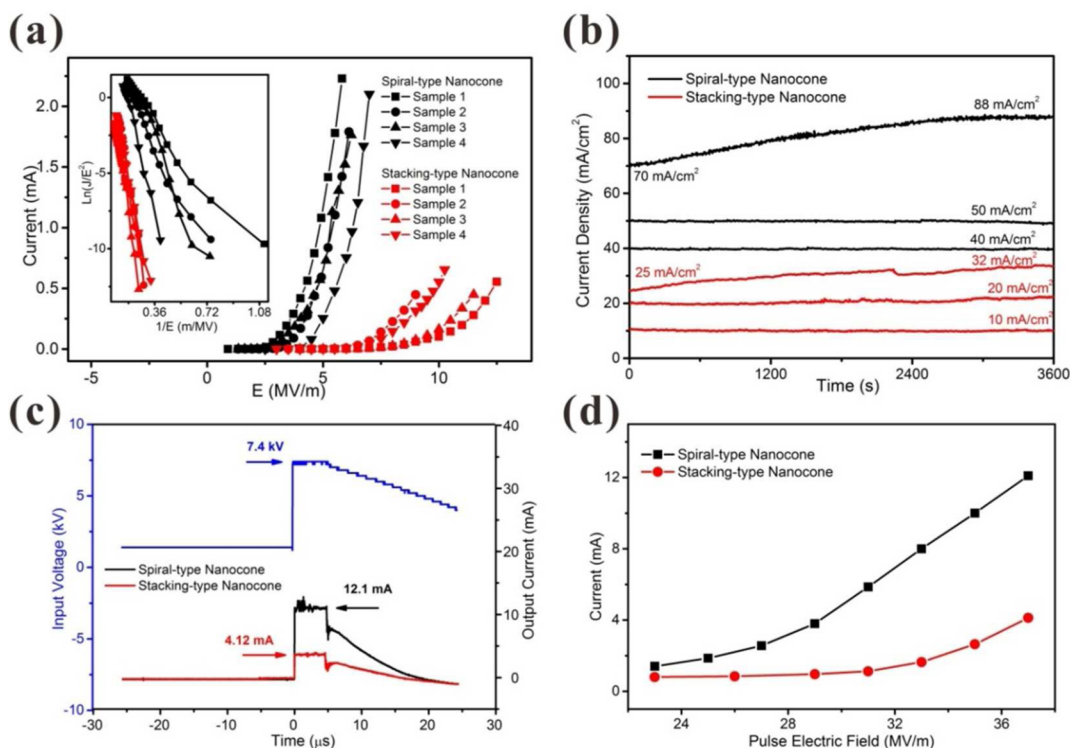 (a)
Current (mA)
2.0
1.5
1.0
0.5
0.0
-5
0
5
10
E (MV/m)
Ln(J/E²)
0
-5
-10
0.36
0.72
1.08
1/E (m/MV)
Spiral-type Nanocone
Sample 1
Sample 2
Sample 3
Sample 4
Stacking-type Nanocone
Sample 1
Sample 2
Sample 3
Sample 4
(b)
Current Density (mA/cm²)
100
80
60
40
20
0
0
1200
2400
3600
Time (s)
Spiral-type Nanocone
Stacking-type Nanocone
88 mA/cm²
70 mA/cm²
50 mA/cm²
40 mA/cm²
25 mA/cm²
32 mA/cm²
20 mA/cm²
10 mA/cm²
(c)
Input Voltage (kV)
10
5
0
-5
-10
Output Current (mA)
40
30
20
10
0
-30
-20
-10
0
10
20
30
Time (μs)
7.4 kV
Spiral-type Nanocone
Stacking-type Nanocone
12.1 mA
4.12 mA
(d)
Current (mA)
12
8
4
0
24
28
32
36
Pulse Electric Field (MV/m)
Spiral-type Nanocone
Stacking-type Nanocone